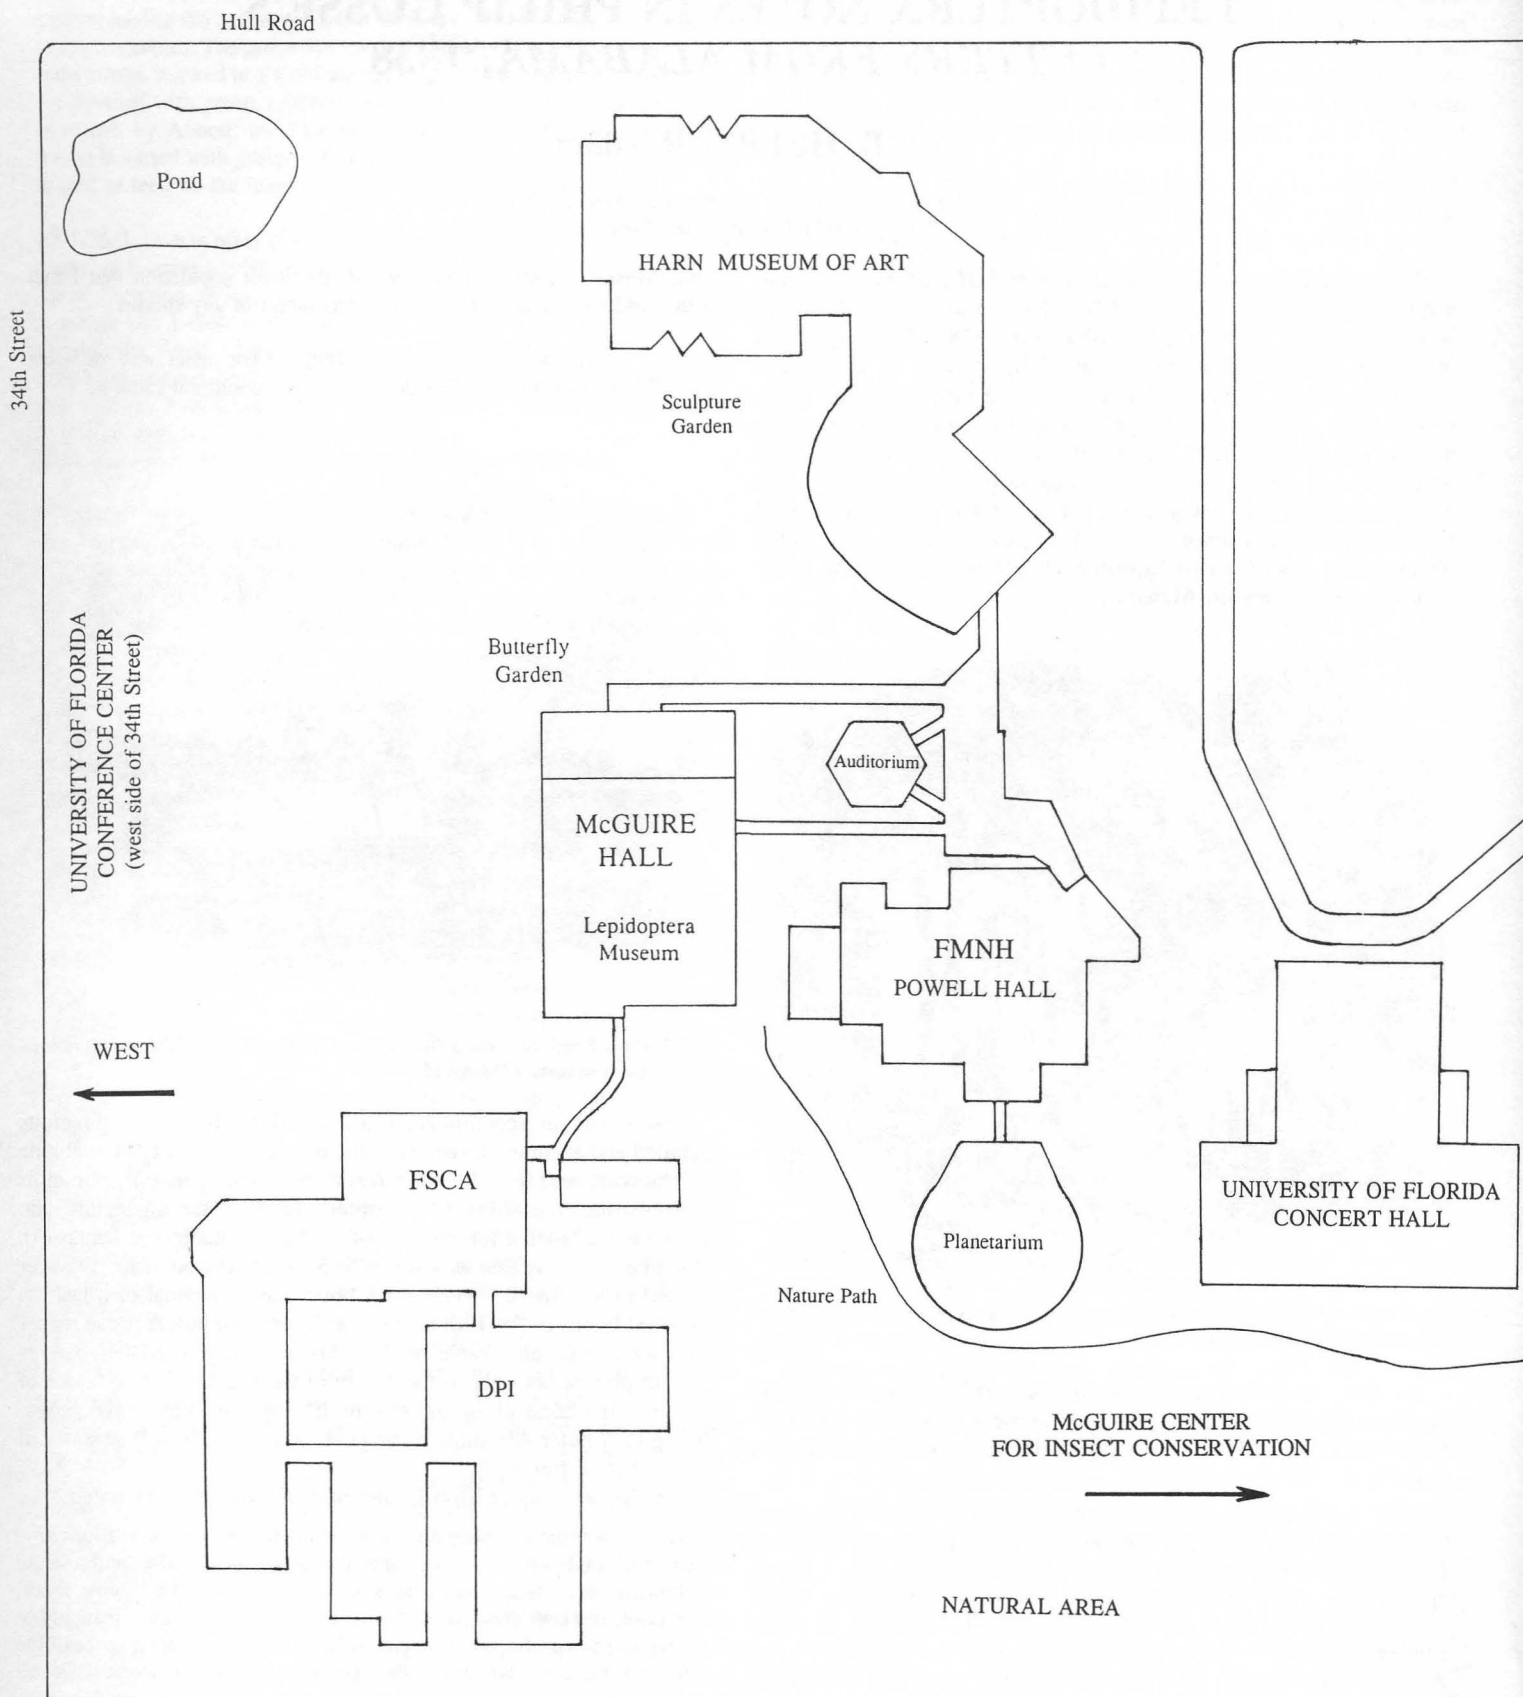 Hull Road
Pond
HARN MUSEUM OF ART
34th Street
Sculpture
Garden
Butterfly
Garden
UNIVERSITY OF FLORIDA
CONFERENCE CENTER
(west side of 34th Street)
Auditorium
McGUIRE
HALL
Lepidoptera
Museum
FMNH
POWELL HALL
WEST
FSCA
UNIVERSITY OF FLORIDA
CONCERT HALL
Planetarium
Nature Path
DPI
McGUIRE CENTER
FOR INSECT CONSERVATION
NATURAL AREA